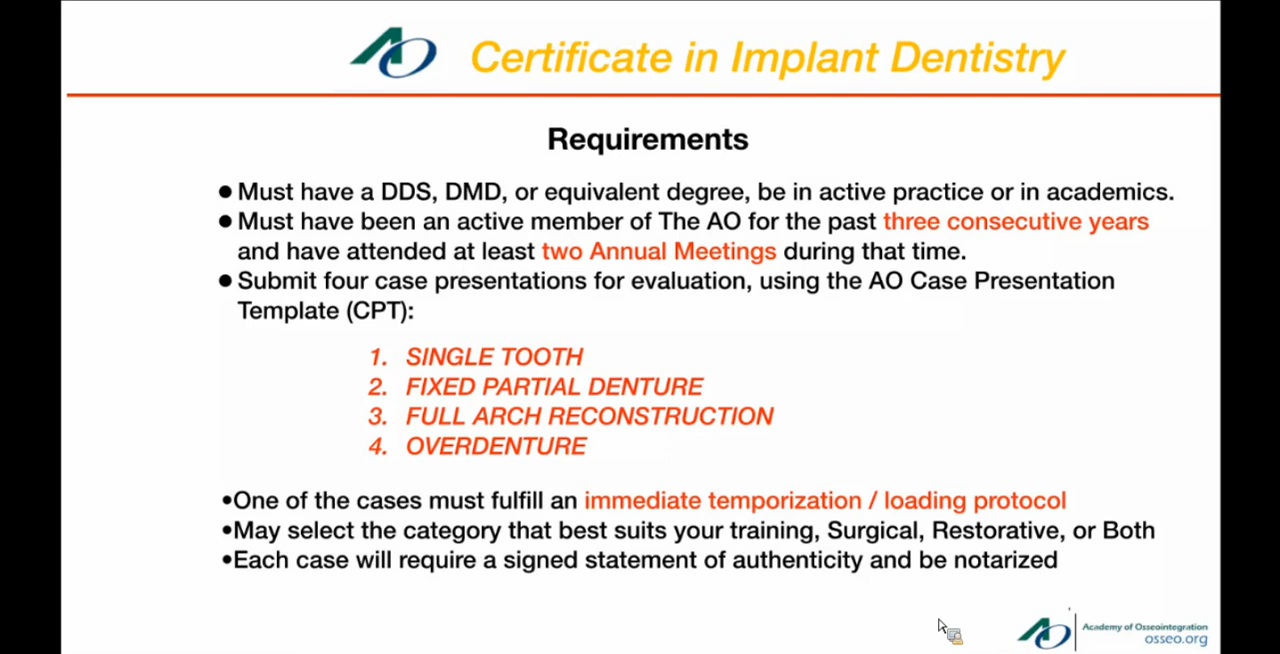 AO Certificate in Implant Dentistry
Requirements
● Must have a DDS, DMD, or equivalent degree, be in active practice or in academics.
● Must have been an active member of The AO for the past three consecutive years
and have attended at least two Annual Meetings during that time.
● Submit four case presentations for evaluation, using the AO Case Presentation
Template (CPT):
1. SINGLE TOOTH
2. FIXED PARTIAL DENTURE
3. FULL ARCH RECONSTRUCTION
4. OVERDENTURE
•One of the cases must fulfill an immediate temporization / loading protocol
•May select the category that best suits your training, Surgical, Restorative, or Both
•Each case will require a signed statement of authenticity and be notarized
AO Academy of Osseointegration
osseo.org